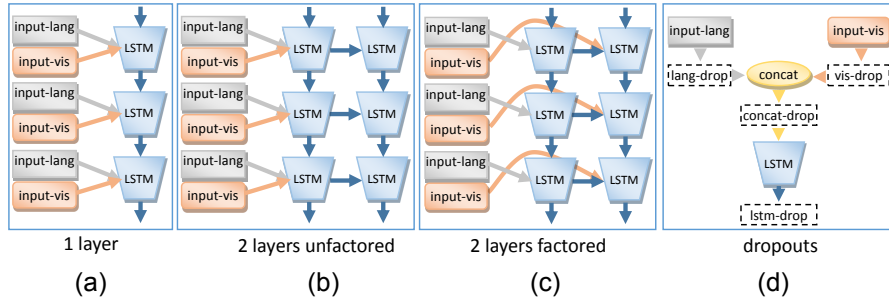 input-lang
input-vis
LSTM
input-lang
input-vis
LSTM
input-lang
input-vis
LSTM
1 layer
(a)
input-lang
input-vis
LSTM
LSTM
input-lang
input-vis
LSTM
LSTM
input-lang
input-vis
LSTM
LSTM
2 layers unfactored
(b)
input-lang
input-vis
LSTM
LSTM
input-lang
input-vis
LSTM
LSTM
input-lang
input-vis
LSTM
LSTM
2 layers factored
(c)
input-lang
input-vis
lang-drop
concat
vis-drop
concat-drop
LSTM
lstm-drop
dropouts
(d)